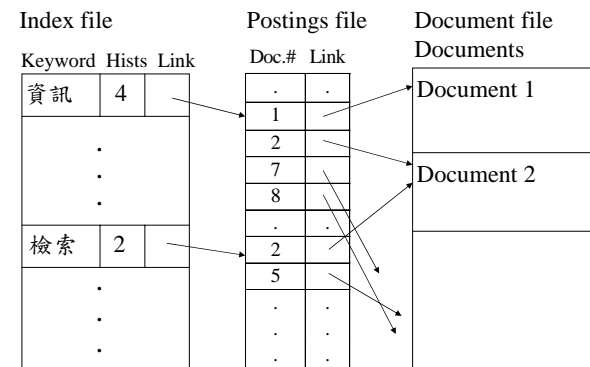 Index file
Keyword Hists Link
資訊 4
.
.
.
檢索 2
.
.
.
Postings file
Doc.# Link
. .
1
2
7
8
. .
2
5
. .
. .
. .
Document file
Documents
Document 1
Document 2